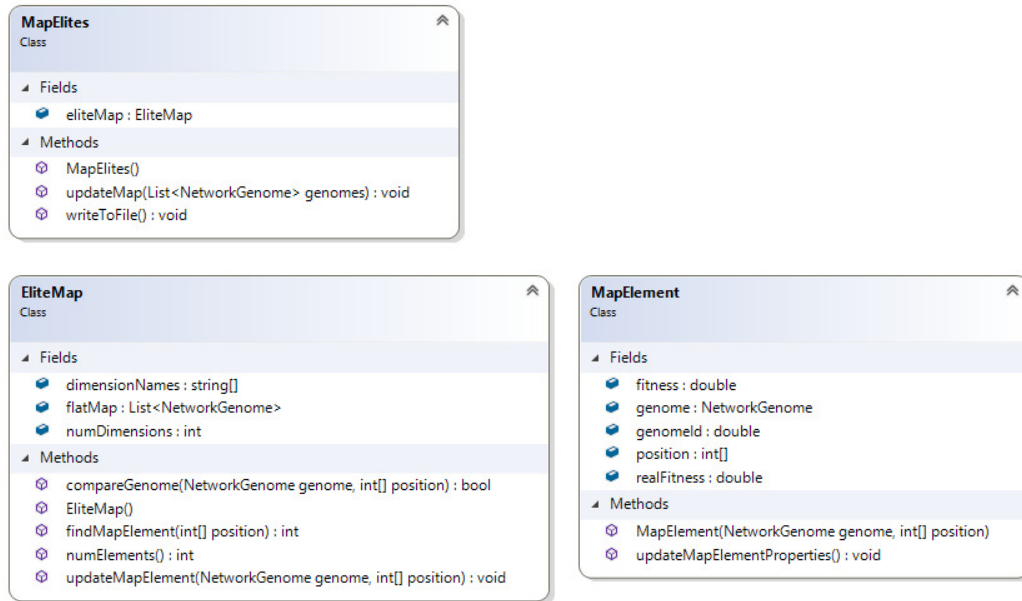 MapElites
Class
Fields
eliteMap : EliteMap
Methods
MapElites()
updateMap(List<NetworkGenome> genomes) : void
writeToFile() : void
EliteMap
Class
Fields
dimensionNames : string[]
flatMap : List<NetworkGenome>
numDimensions : int
Methods
compareGenome(NetworkGenome genome, int[] position) : bool
EliteMap()
findMapElement(int[] position) : int
numElements() : int
updateMapElement(NetworkGenome genome, int[] position) : void
MapElement
Class
Fields
fitness : double
genome : NetworkGenome
genomeId : double
position : int[]
realFitness : double
Methods
MapElement(NetworkGenome genome, int[] position)
updateMapElementProperties() : void